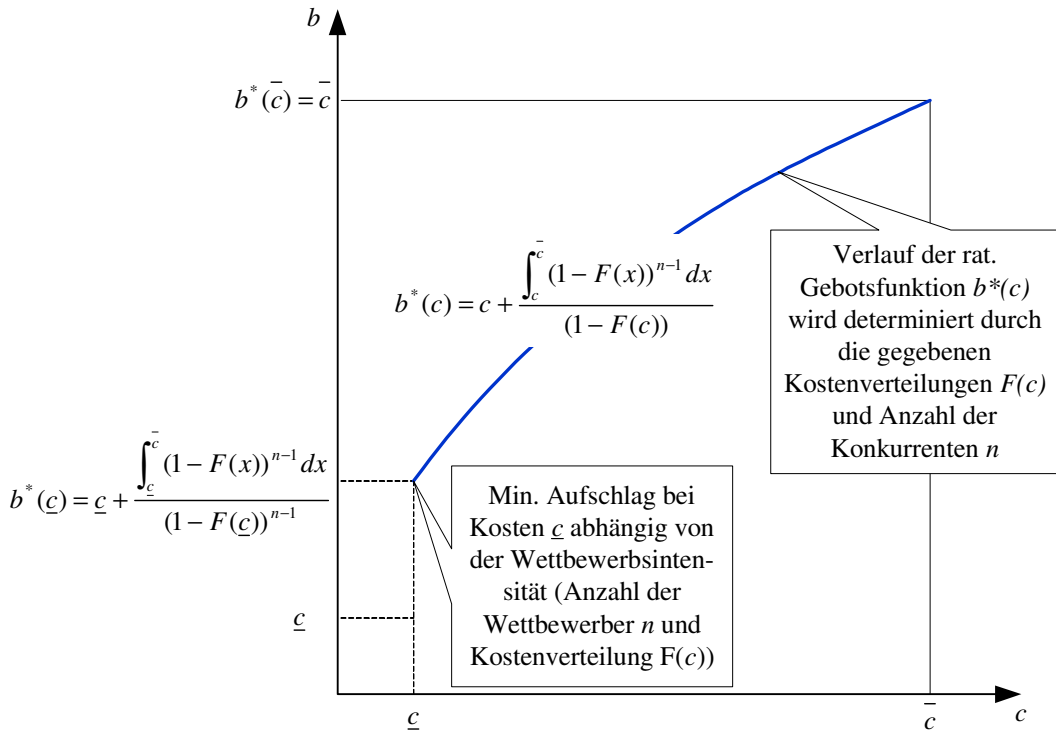 b
b*(c̄) = c̄
b*(c) = c + ∫_c^c̄ (1 − F(x))^{n−1} dx / (1 − F(c))
Verlauf der rat.
Gebotsfunktion b*(c)
wird determiniert durch
die gegebenen
Kostenverteilungen F(c)
und Anzahl der
Konkurrenten n
b*(c̲) = c̲ + ∫_c̲^c̄ (1 − F(x))^{n−1} dx / (1 − F(c̲))^{n−1}
Min. Aufschlag bei
Kosten c̲ abhängig von
der Wettbewerbsinten-
sität (Anzahl der
Wettbewerber n und
Kostenverteilung F(c))
c̲
c̲
c̄
c